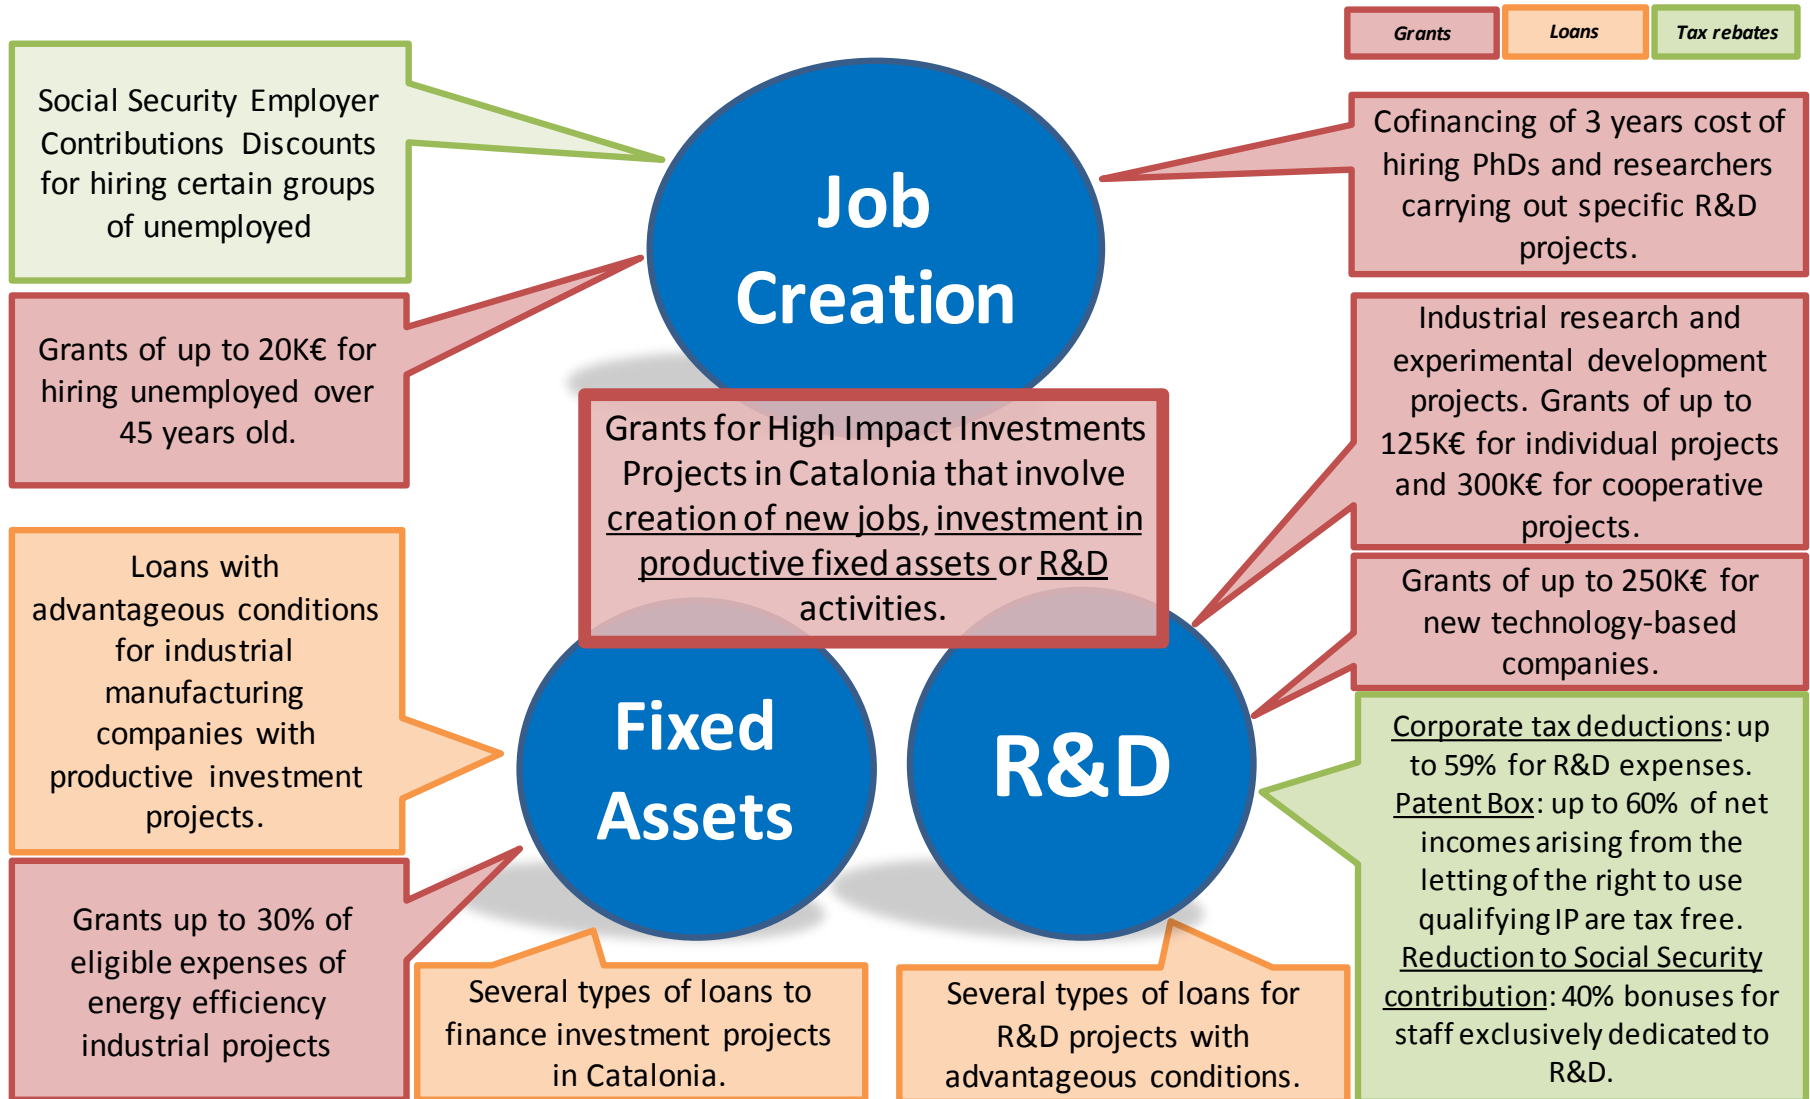 Grants
Loans
Tax rebates
Social Security Employer
Contributions Discounts
for hiring certain groups
of unemployed
Job
Creation
Cofinancing of 3 years cost of
hiring PhDs and researchers
carrying out specific R&D
projects.
Grants of up to 20K€ for
hiring unemployed over
45 years old.
Grants for High Impact Investments
Projects in Catalonia that involve
creation of new jobs, investment in
productive fixed assets or R&D
activities.
Industrial research and
experimental development
projects. Grants of up to
125K€ for individual projects
and 300K€ for cooperative
projects.
Loans with
advantageous conditions
for industrial
manufacturing
companies with
productive investment
projects.
Fixed
Assets
R&D
Grants of up to 250K€ for
new technology-based
companies.
Corporate tax deductions: up
to 59% for R&D expenses.
Patent Box: up to 60% of net
incomes arising from the
letting of the right to use
qualifying IP are tax free.
Reduction to Social Security
contribution: 40% bonuses for
staff exclusively dedicated to
R&D.
Grants up to 30% of
eligible expenses of
energy efficiency
industrial projects
Several types of loans to
finance investment projects
in Catalonia.
Several types of loans for
R&D projects with
advantageous conditions.